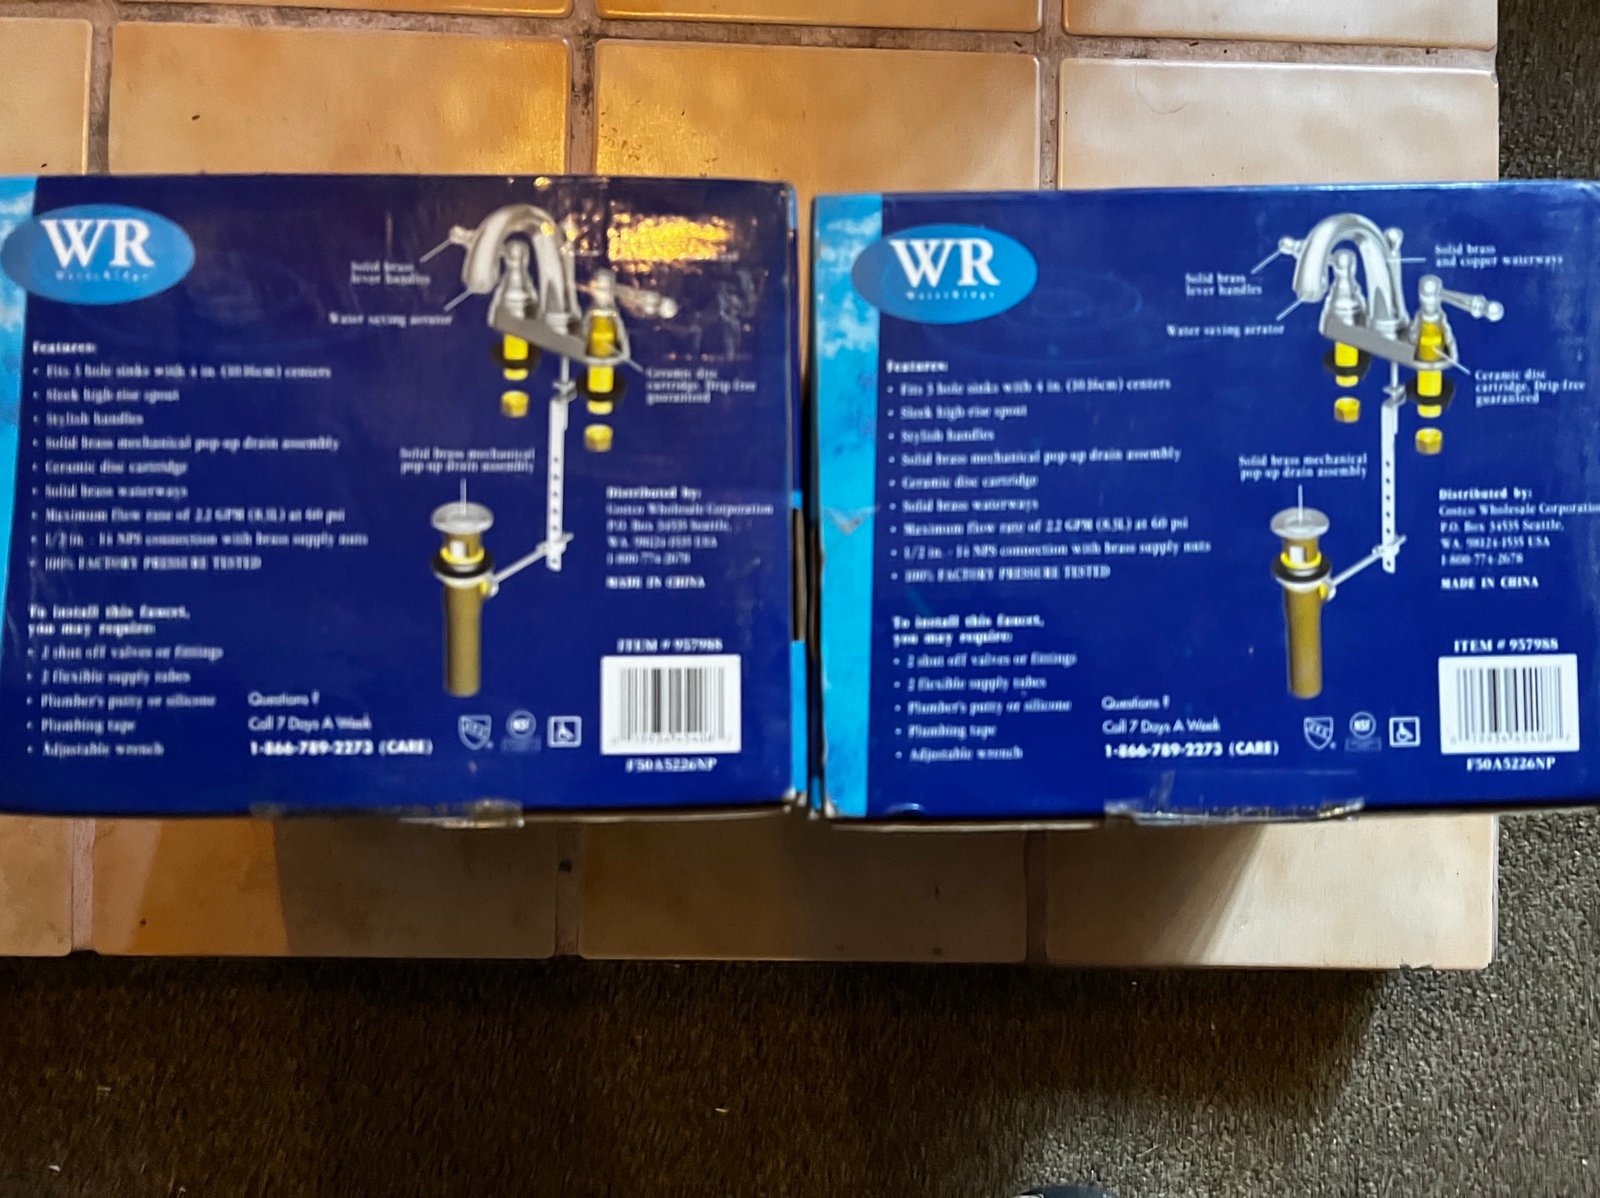 WR
WaterRidge
Solid brass
lever handles
Water saving aerator
Ceramic disc
cartridge, Drip-free
guaranteed
Features:
• Fits 3 hole sinks with 4 in. (10.16cm) centers
• Sleek high rise spout
• Stylish handles
• Solid brass mechanical pop-up drain assembly
• Ceramic disc cartridge
• Solid brass waterways
• Maximum flow rate of 2.2 GPM (8.3L) at 60 psi
• 1/2 in. - 14 NPS connection with brass supply nuts
• 100% FACTORY PRESSURE TESTED
Solid brass mechanical
pop-up drain assembly
Distributed by:
Costco Wholesale Corporation
P.O. Box 34535 Seattle,
WA. 98124-1535 USA
1-800-774-2678
MADE IN CHINA
To install this faucet,
you may require:
• 2 shut off valves or fittings
• 2 flexible supply tubes
• Plumber's putty or silicone
• Plumbing tape
• Adjustable wrench
Questions ?
Call 7 Days A Week
1-866-789-2273 (CARE)
NSF
ITEM # 957988
F50A5226NP
WR
WaterRidge
Solid brass
lever handles
Solid brass
and copper waterways
Water saving aerator
Ceramic disc
cartridge, Drip-free
guaranteed
Features:
• Fits 3 hole sinks with 4 in. (10.16cm) centers
• Sleek high rise spout
• Stylish handles
• Solid brass mechanical pop-up drain assembly
• Ceramic disc cartridge
• Solid brass waterways
• Maximum flow rate of 2.2 GPM (8.3L) at 60 psi
• 1/2 in. - 14 NPS connection with brass supply nuts
• 100% FACTORY PRESSURE TESTED
Solid brass mechanical
pop-up drain assembly
Distributed by:
Costco Wholesale Corporation
P.O. Box 34535 Seattle,
WA. 98124-1535 USA
1-800-774-2678
MADE IN CHINA
To install this faucet,
you may require:
• 2 shut off valves or fittings
• 2 flexible supply tubes
• Plumber's putty or silicone
• Plumbing tape
• Adjustable wrench
Questions ?
Call 7 Days A Week
1-866-789-2273 (CARE)
NSF
ITEM # 957988
F50A5226NP